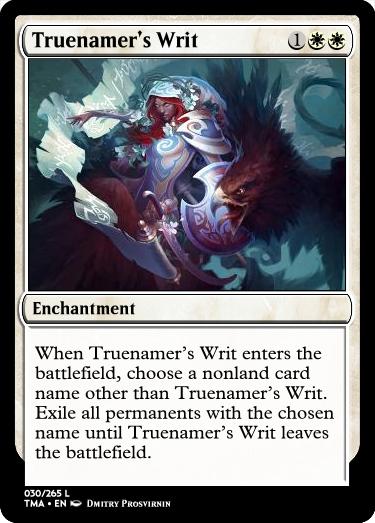 Truenamer's Writ 1
Enchantment
When Truenamer's Writ enters the
battlefield, choose a nonland card
name other than Truenamer's Writ.
Exile all permanents with the chosen
name until Truenamer's Writ leaves
the battlefield.
030/265 L
TMA • EN DMITRY PROSVIRNIN